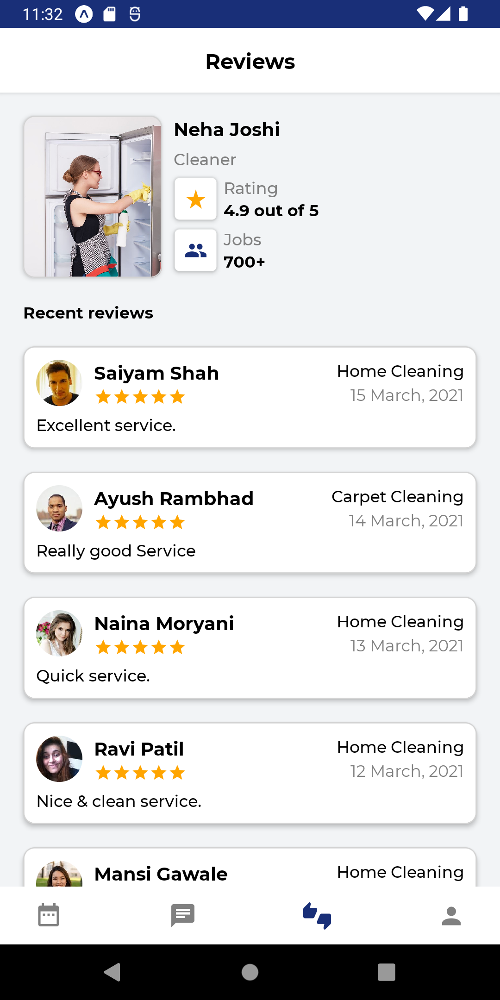 11:32
Reviews
Neha Joshi
Cleaner
Rating
4.9 out of 5
Jobs
700+
Recent reviews
Saiyam Shah
Home Cleaning
15 March, 2021
Excellent service.
Ayush Rambhad
Carpet Cleaning
14 March, 2021
Really good Service
Naina Moryani
Home Cleaning
13 March, 2021
Quick service.
Ravi Patil
Home Cleaning
12 March, 2021
Nice & clean service.
Mansi Gawale
Home Cleaning